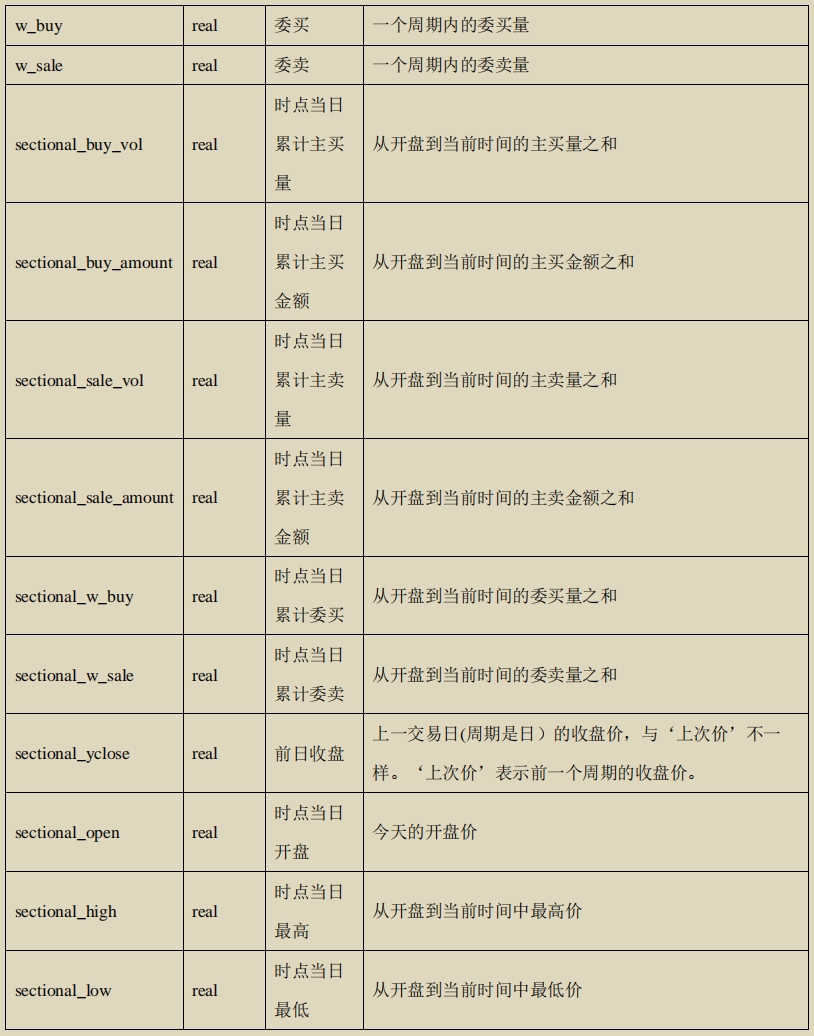 w_buy real 委买 一个周期内的委买量
w_sale real 委卖 一个周期内的委卖量
时点当日
sectional_buy_vol real 累计主买 从开盘到当前时间的主买量之和
量
时点当日
sectional_buy_amount real 累计主买 从开盘到当前时间的主买金额之和
金额
时点当日
sectional_sale_vol real 累计主卖 从开盘到当前时间的主卖量之和
量
时点当日
sectional_sale_amount real 累计主卖 从开盘到当前时间的主卖金额之和
金额
sectional_w_buy real 时点当日 从开盘到当前时间的委买量之和
累计委买
sectional_w_sale real 时点当日 从开盘到当前时间的委卖量之和
累计委卖
sectional_yclose real 前日收盘 上一交易日(周期是日）的收盘价，与‘上次价’不一
样。‘上次价’表示前一个周期的收盘价。
sectional_open real 时点当日 今天的开盘价
开盘
sectional_high real 时点当日 从开盘到当前时间中最高价
最高
sectional_low real 时点当日 从开盘到当前时间中最低价
最低